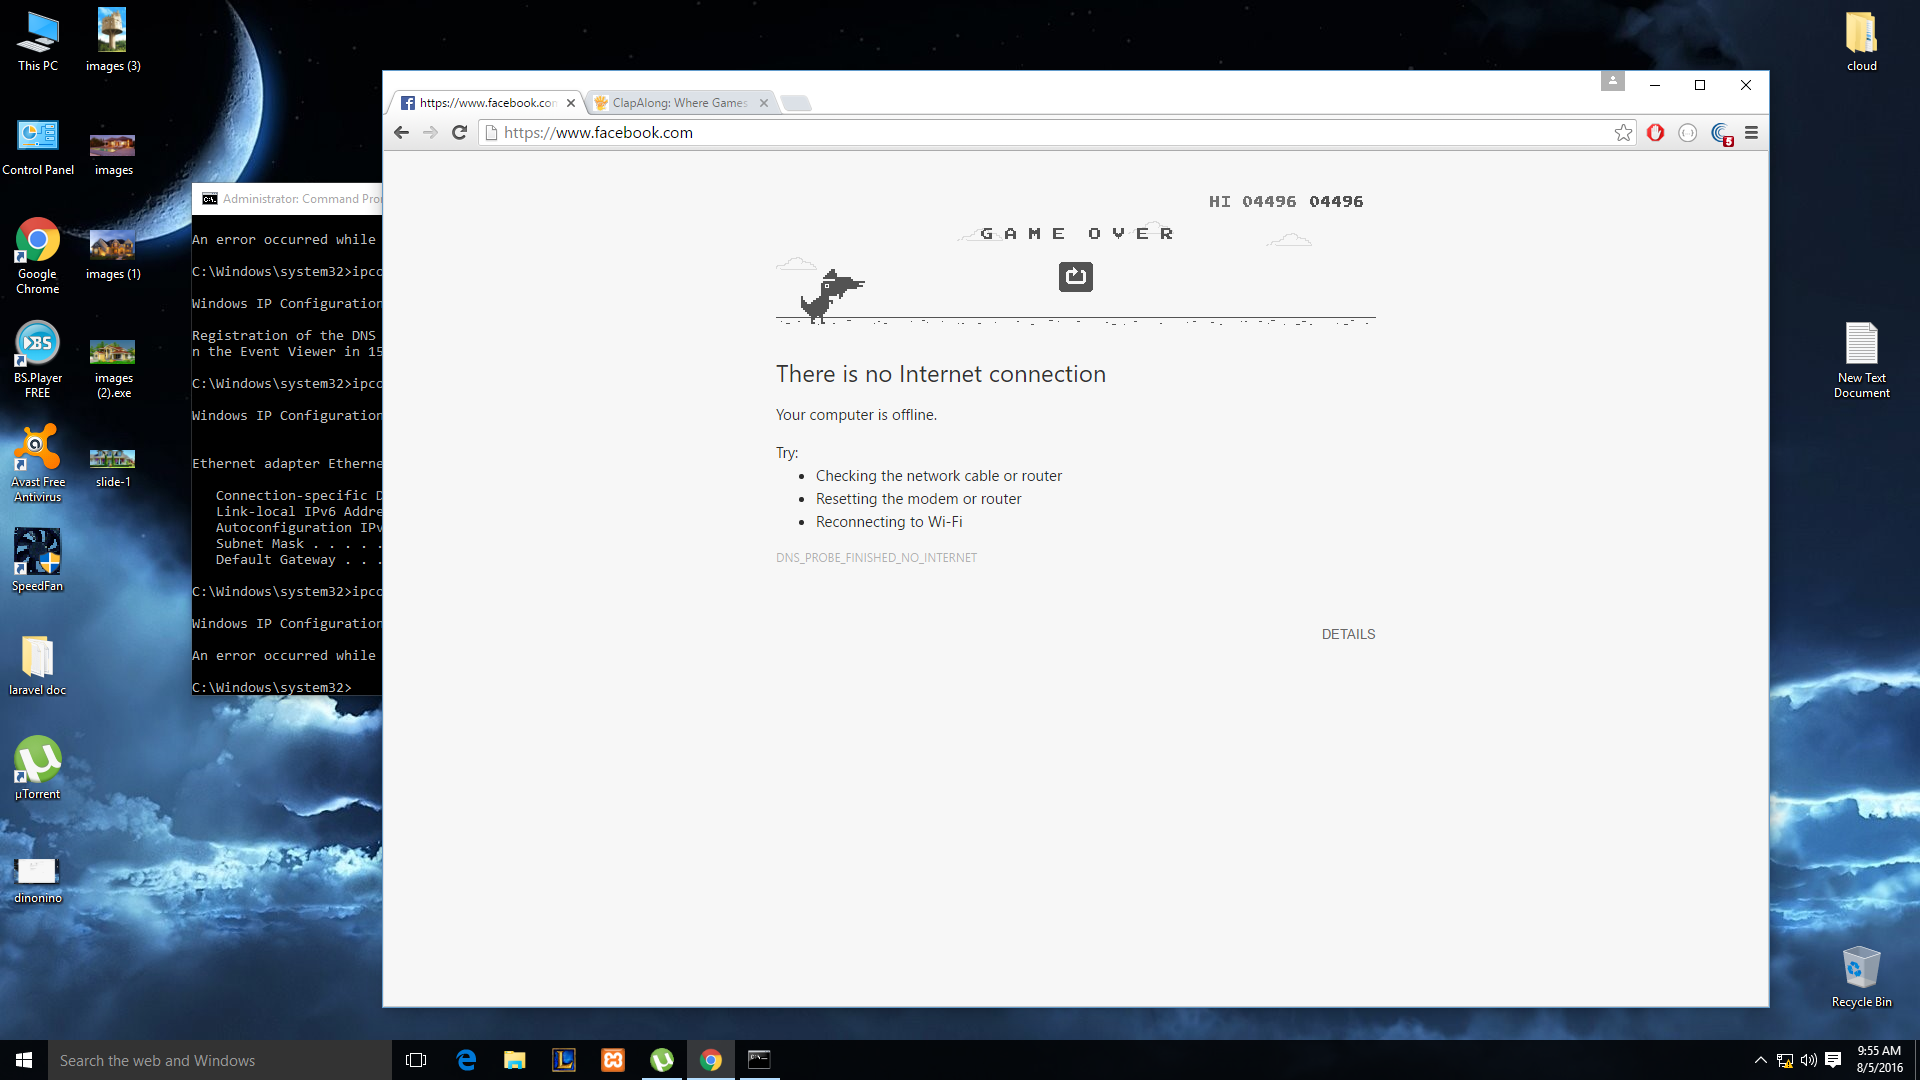 This PC
images (3)
Control Panel
images
Google
Chrome
images (1)
BS.Player
FREE
images
(2).exe
Avast Free
Antivirus
slide-1
SpeedFan
laravel doc
µTorrent
dinonino
Administrator: Command Pro
An error occurred while
C:\Windows\system32>ipco
Windows IP Configuration
Registration of the DNS
n the Event Viewer in 15
C:\Windows\system32>ipco
Windows IP Configuration
Ethernet adapter Etherne
Connection-specific D
Link-local IPv6 Addre
Autoconfiguration IPv
Subnet Mask . . . . .
Default Gateway . . .
C:\Windows\system32>ipco
Windows IP Configuration
An error occurred while
C:\Windows\system32>
https://www.facebook.con
ClapAlong: Where Games
https://www.facebook.com
5
HI 04496 04496
GAME OVER
There is no Internet connection
Your computer is offline.
Try:
• Checking the network cable or router
• Resetting the modem or router
• Reconnecting to Wi-Fi
DNS_PROBE_FINISHED_NO_INTERNET
DETAILS
cloud
New Text
Document
Recycle Bin
Search the web and Windows
9:55 AM
8/5/2016